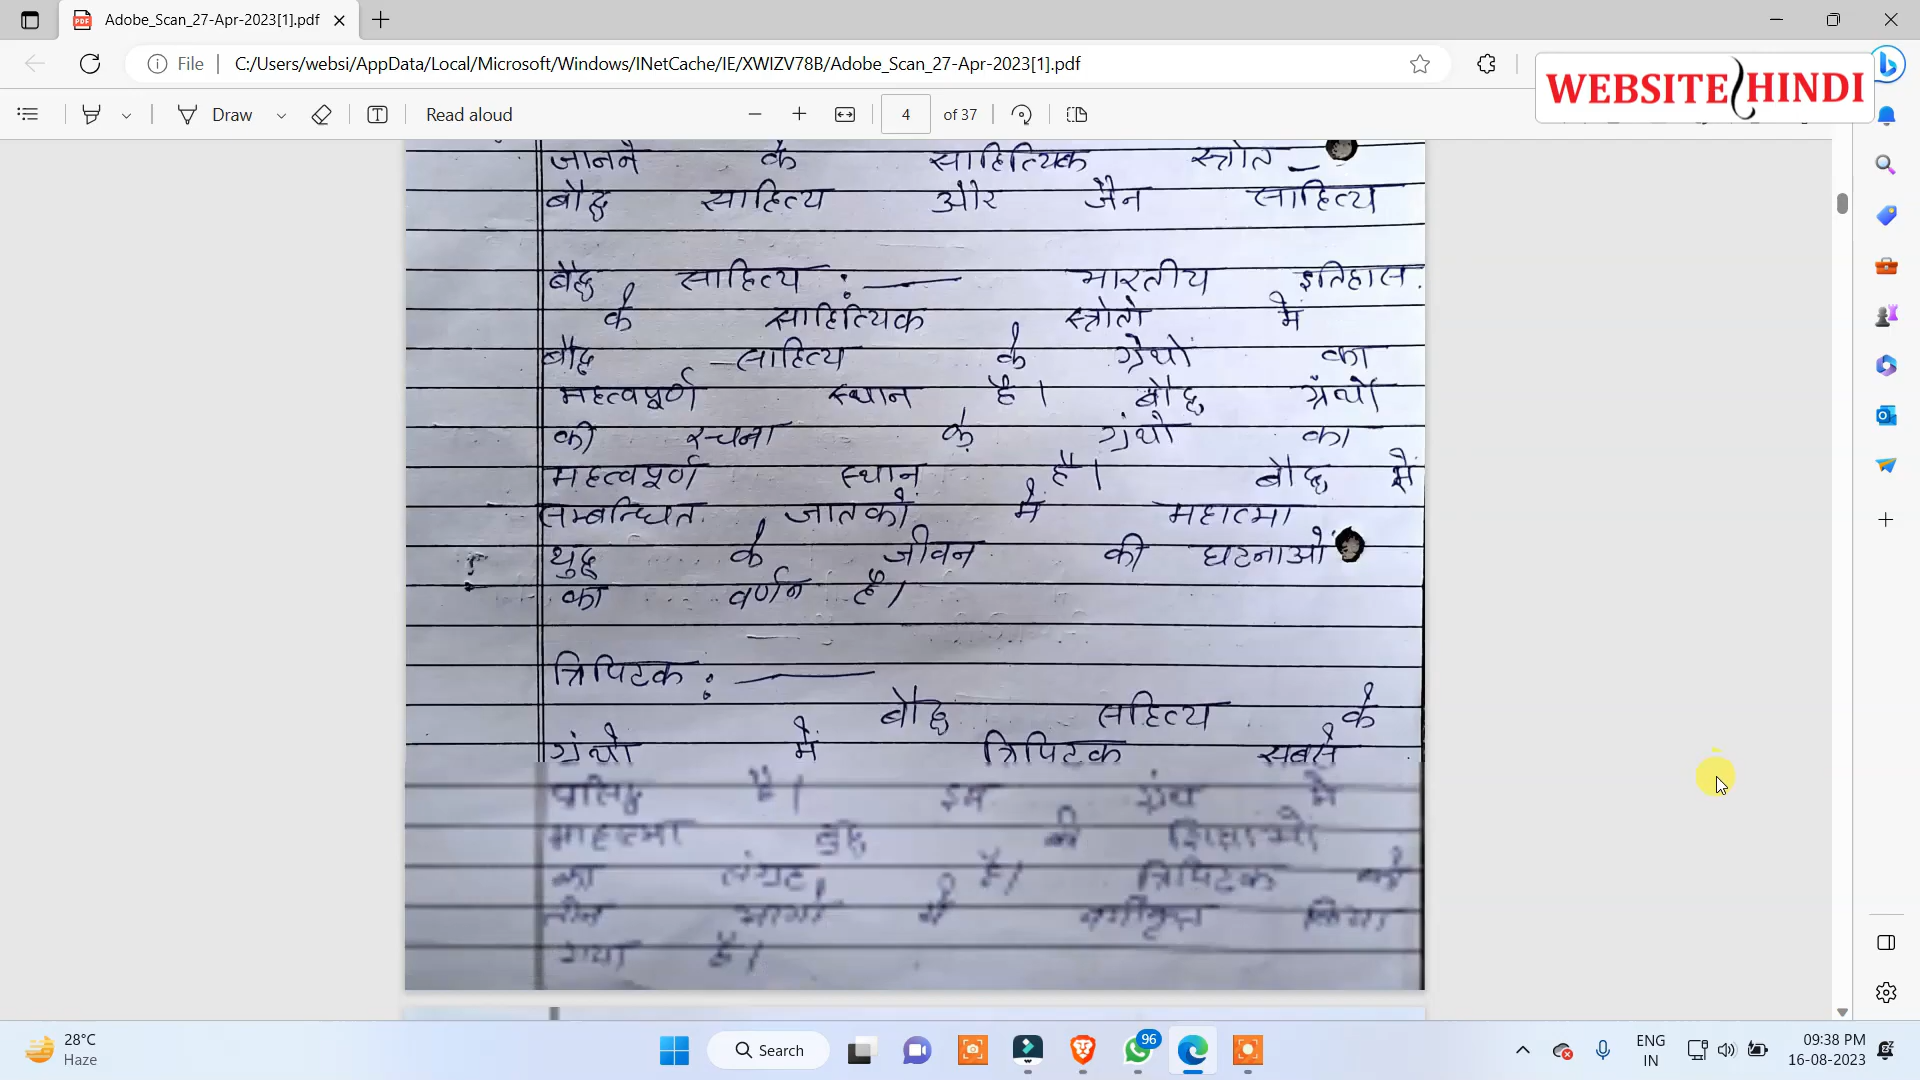 Adobe_Scan_27-Apr-2023[1].pdf
File
C:/Users/websi/AppData/Local/Microsoft/Windows/INetCache/IE/XWIZV78B/Adobe_Scan_27-Apr-2023[1].pdf
WEBSITE HINDI
Draw
Read aloud
4 of 37
जानने के साहित्यिक स्त्रोत _
बौद्ध साहित्य और जैन साहित्य
बौद्ध साहित्य :— भारतीय इतिहास.
के साहित्यिक स्त्रोतो में
बौद्ध साहित्य के ग्रंथों का
महत्वपूर्ण स्थान है। बौद्ध ग्रंथों
की रचना के ग्रंथों का
महत्वपूर्ण स्थान है। बौद्ध में
सम्बन्धित जातकों में महात्मा
बुद्ध के जीवन की घटनाओं
का वर्णन है।
त्रिपिटक :—
बौद्ध सहित्य के
ग्रंथो में त्रिपिटक सबसे
प्रसिद्ध है। इस ग्रंथ में
माहत्मा बुद्ध की शिक्षाओं
का संग्रह है। त्रिपिटक को
तीन भागों में वर्गीकृत किया
गया है।
28°C
Haze
Search
96
ENG
IN
09:38 PM
16-08-2023